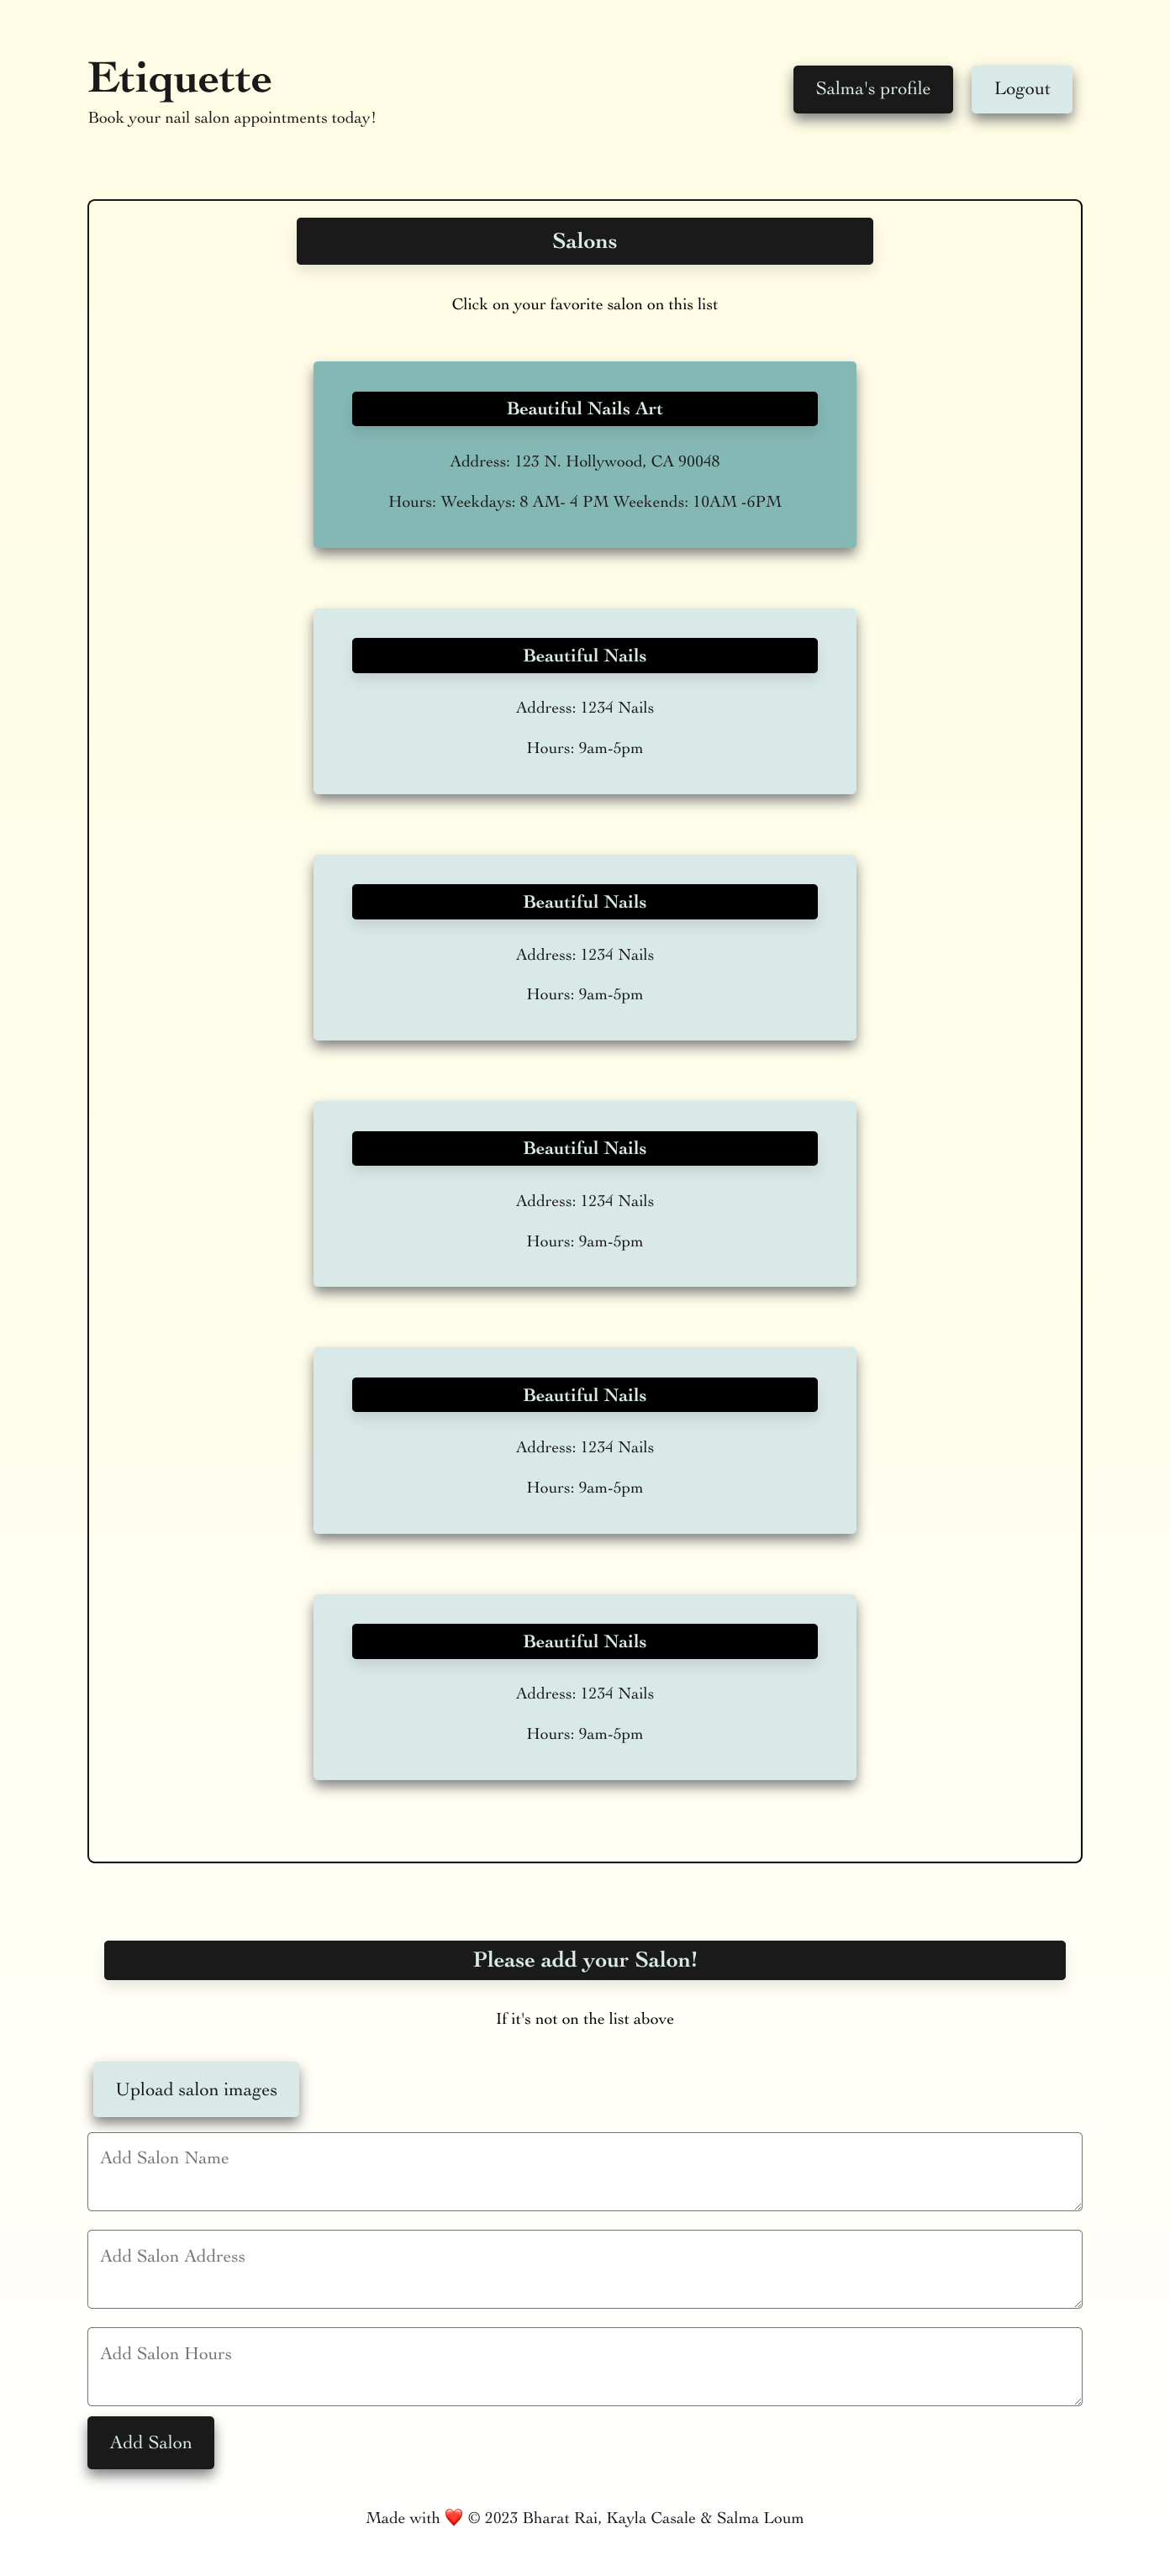 Etiquette
Book your nail salon appointments today!
Salma's profile
Logout
Salons
Click on your favorite salon on this list
Beautiful Nails Art
Address: 123 N. Hollywood, CA 90048
Hours: Weekdays: 8 AM- 4 PM Weekends: 10AM -6PM
Beautiful Nails
Address: 1234 Nails
Hours: 9am-5pm
Beautiful Nails
Address: 1234 Nails
Hours: 9am-5pm
Beautiful Nails
Address: 1234 Nails
Hours: 9am-5pm
Beautiful Nails
Address: 1234 Nails
Hours: 9am-5pm
Beautiful Nails
Address: 1234 Nails
Hours: 9am-5pm
Please add your Salon!
If it's not on the list above
Upload salon images
Add Salon Name
Add Salon Address
Add Salon Hours
Add Salon
Made with ❤️ © 2023 Bharat Rai, Kayla Casale & Salma Loum